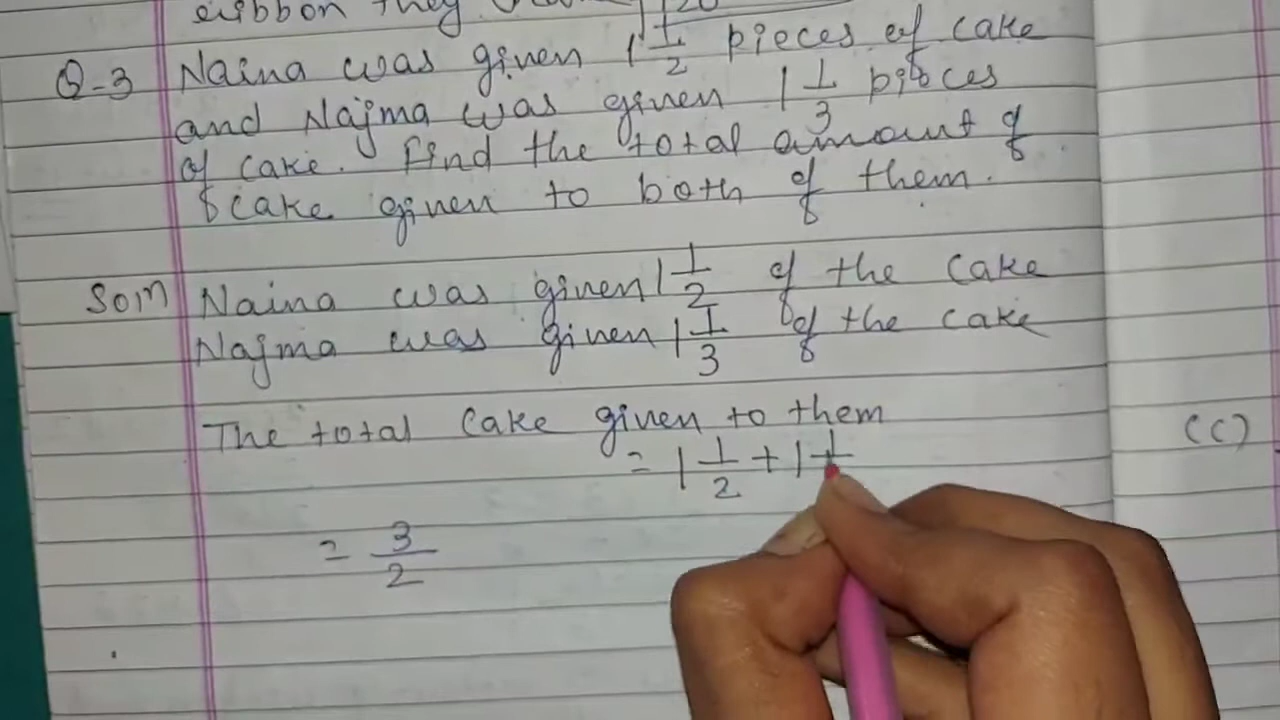 ribbon they
Q-3 Naina was given 1 1/2 pieces of cake
and Najma was given 1 1/3 pieces
of cake. Find the total amount of
cake given to both of them.
Soln Naina was given 1 1/2 of the cake
Najma was given 1 1/3 of the cake
The total cake given to them
= 1 1/2 + 1 1
(C)
= 3/2